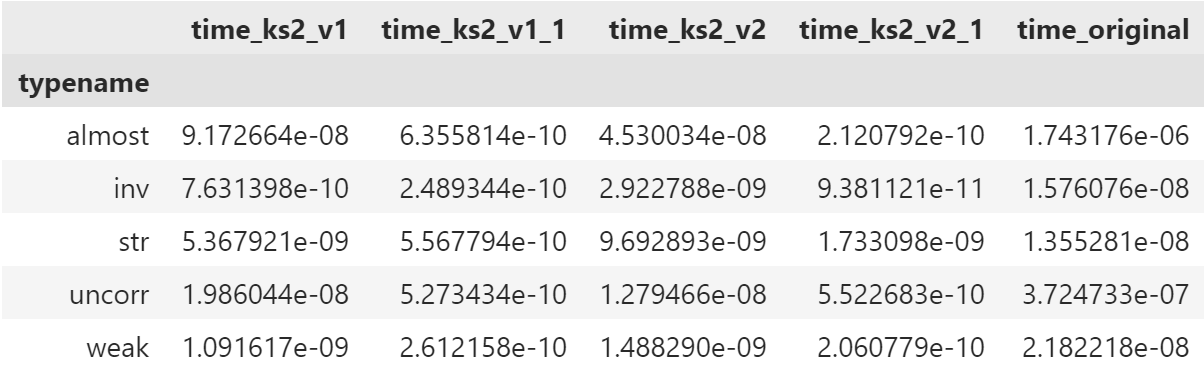 time_ks2_v1 time_ks2_v1_1 time_ks2_v2 time_ks2_v2_1 time_original
typename
almost 9.172664e-08 6.355814e-10 4.530034e-08 2.120792e-10 1.743176e-06
inv 7.631398e-10 2.489344e-10 2.922788e-09 9.381121e-11 1.576076e-08
str 5.367921e-09 5.567794e-10 9.692893e-09 1.733098e-09 1.355281e-08
uncorr 1.986044e-08 5.273434e-10 1.279466e-08 5.522683e-10 3.724733e-07
weak 1.091617e-09 2.612158e-10 1.488290e-09 2.060779e-10 2.182218e-08